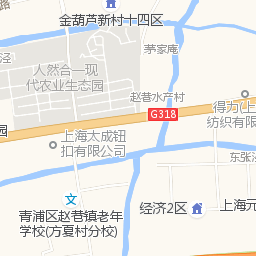 金葫芦新村十四区
路
茅家庵
泾
人然合一现
代农业生态园
赵巷水产村
得力(上
纺织有限
G318
园
上海太成钮
扣有限公司
东张泾
青浦区赵巷镇老年
学校(方夏村分校)
经济2区
上海元